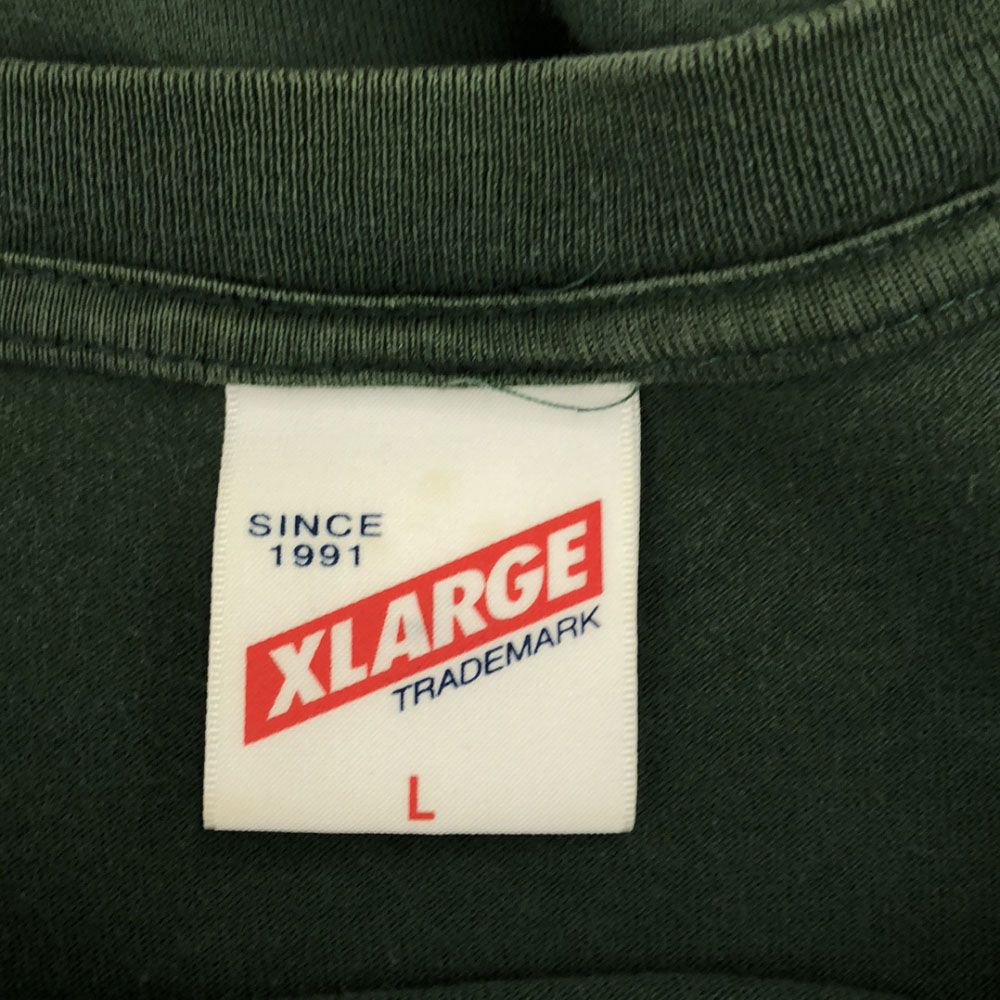 SINCE
1991
XLARGE
TRADEMARK
L